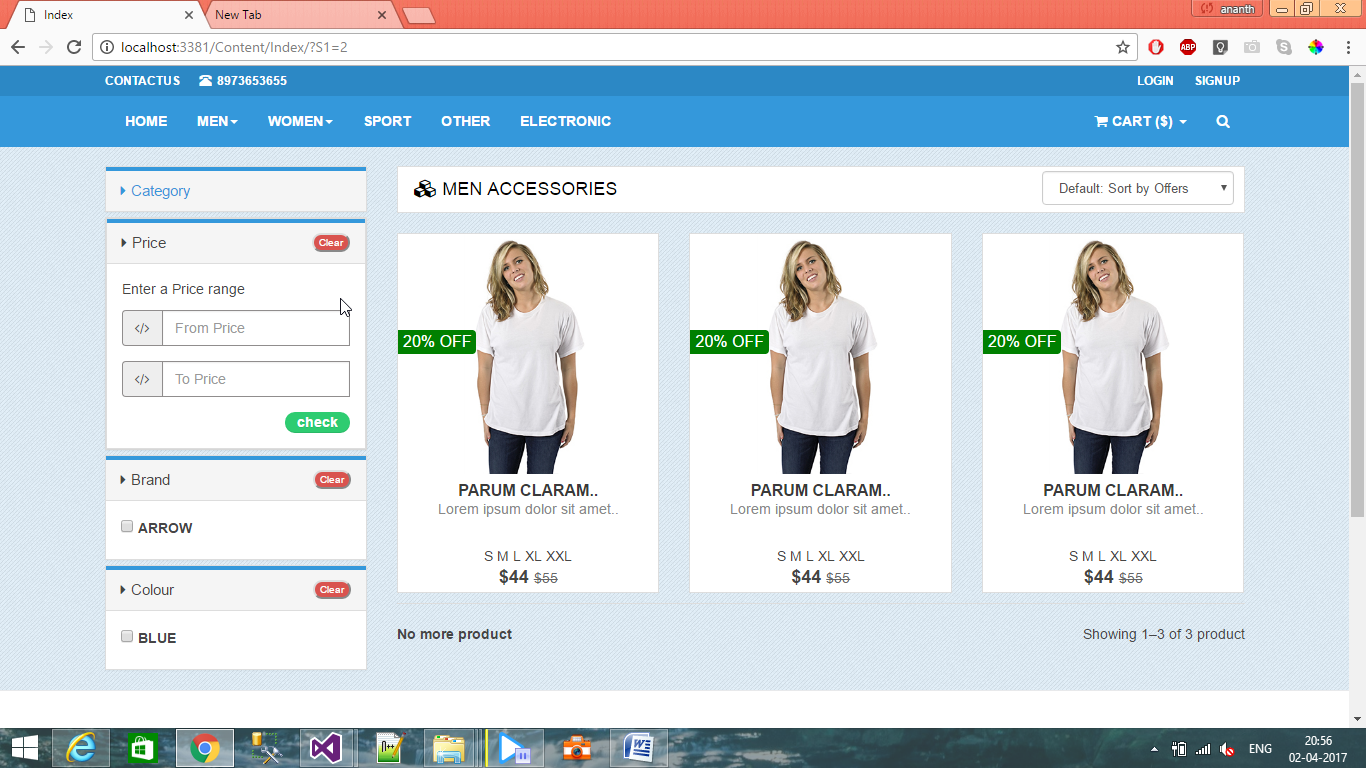 Index
New Tab
ananth
localhost:3381/Content/Index/?S1=2
ABP
CONTACTUS 8973653655
LOGIN SIGNUP
HOME MEN WOMEN SPORT OTHER ELECTRONIC
CART ($)
Category
MEN ACCESSORIES
Default: Sort by Offers
Price Clear
Enter a Price range
</> From Price
</> To Price
check
Brand Clear
ARROW
Colour Clear
BLUE
20% OFF
PARUM CLARAM..
Lorem ipsum dolor sit amet..
S M L XL XXL
$44 $55
20% OFF
PARUM CLARAM..
Lorem ipsum dolor sit amet..
S M L XL XXL
$44 $55
20% OFF
PARUM CLARAM..
Lorem ipsum dolor sit amet..
S M L XL XXL
$44 $55
No more product
Showing 1–3 of 3 product
ENG
20:56
02-04-2017